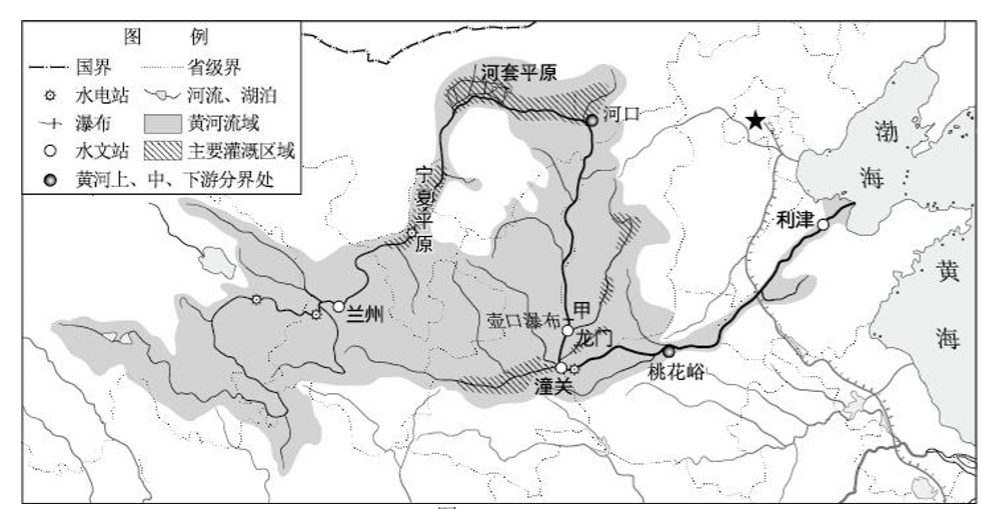 图 例
国界
省级界
水电站
河流、湖泊
瀑布
黄河流域
水文站
主要灌溉区域
黄河上、中、下游分界处
河套平原
河口
渤海
宁夏平原
利津
黄海
兰州
甲
壶口瀑布
龙门
潼关
桃花峪